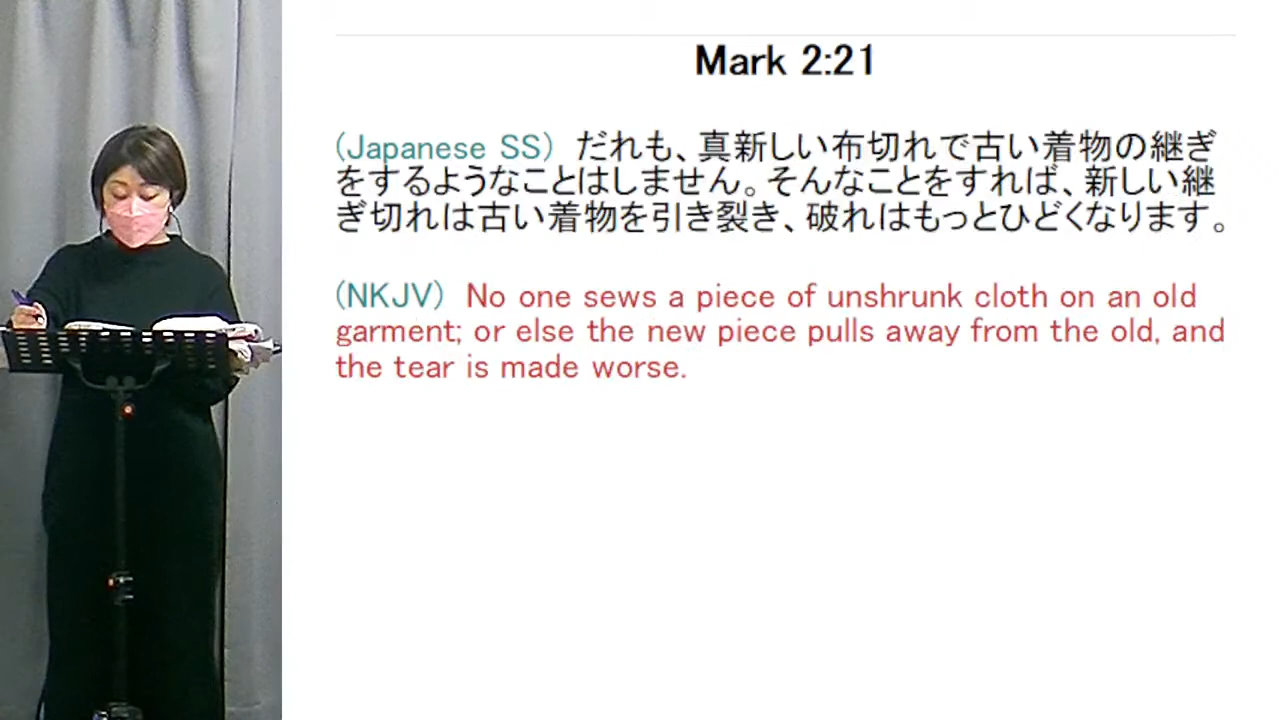 Mark 2:21
(Japanese SS) だれも、真新しい布切れで古い着物の継ぎ
をするようなことはしません。そんなことをすれば、新しい継
ぎ切れは古い着物を引き裂き、破れはもっとひどくなります。
(NKJV) No one sews a piece of unshrunk cloth on an old
garment; or else the new piece pulls away from the old, and
the tear is made worse.